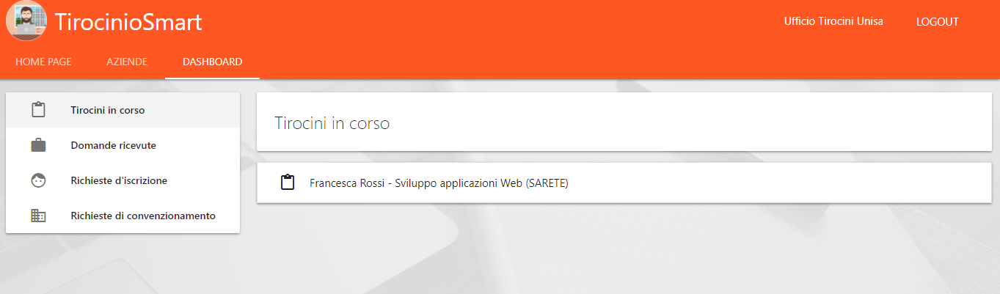 TirocinioSmart
Ufficio Tirocini Unisa
LOGOUT
HOME PAGE
AZIENDE
DASHBOARD
Tirocini in corso
Domande ricevute
Richieste d'iscrizione
Richieste di convenzionamento
Tirocini in corso
Francesca Rossi - Sviluppo applicazioni Web (SARETE)